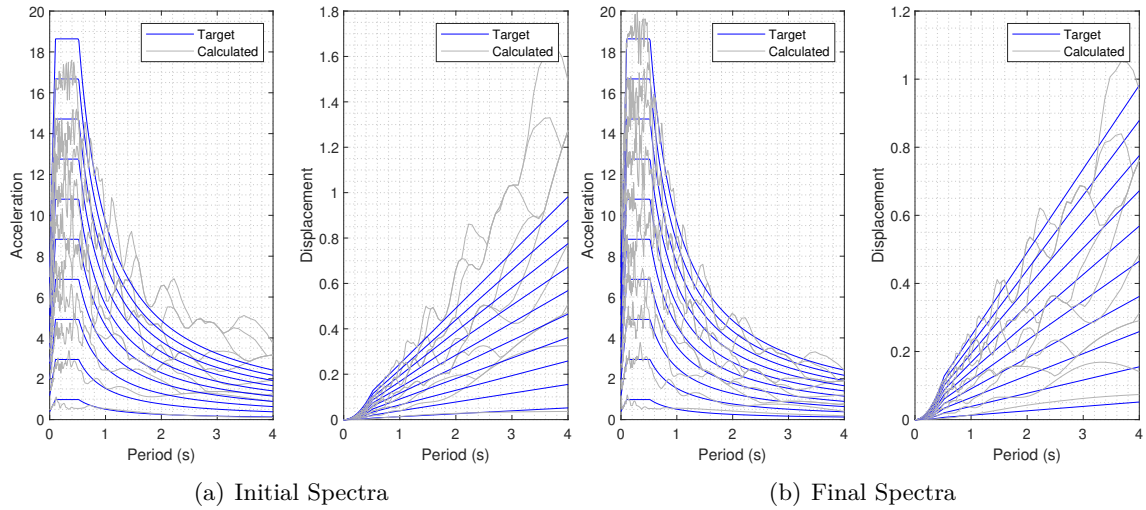 20
18
16
14
12
10
8
6
4
2
0
Acceleration
Target
Calculated
0 1 2 3 4
Period (s)
1.8
1.6
1.4
1.2
1
0.8
0.6
0.4
0.2
0
Displacement
Target
Calculated
0 1 2 3 4
Period (s)
(a) Initial Spectra
20
18
16
14
12
10
8
6
4
2
0
Acceleration
Target
Calculated
0 1 2 3 4
Period (s)
1.2
1
0.8
0.6
0.4
0.2
0
Displacement
Target
Calculated
0 1 2 3 4
Period (s)
(b) Final Spectra